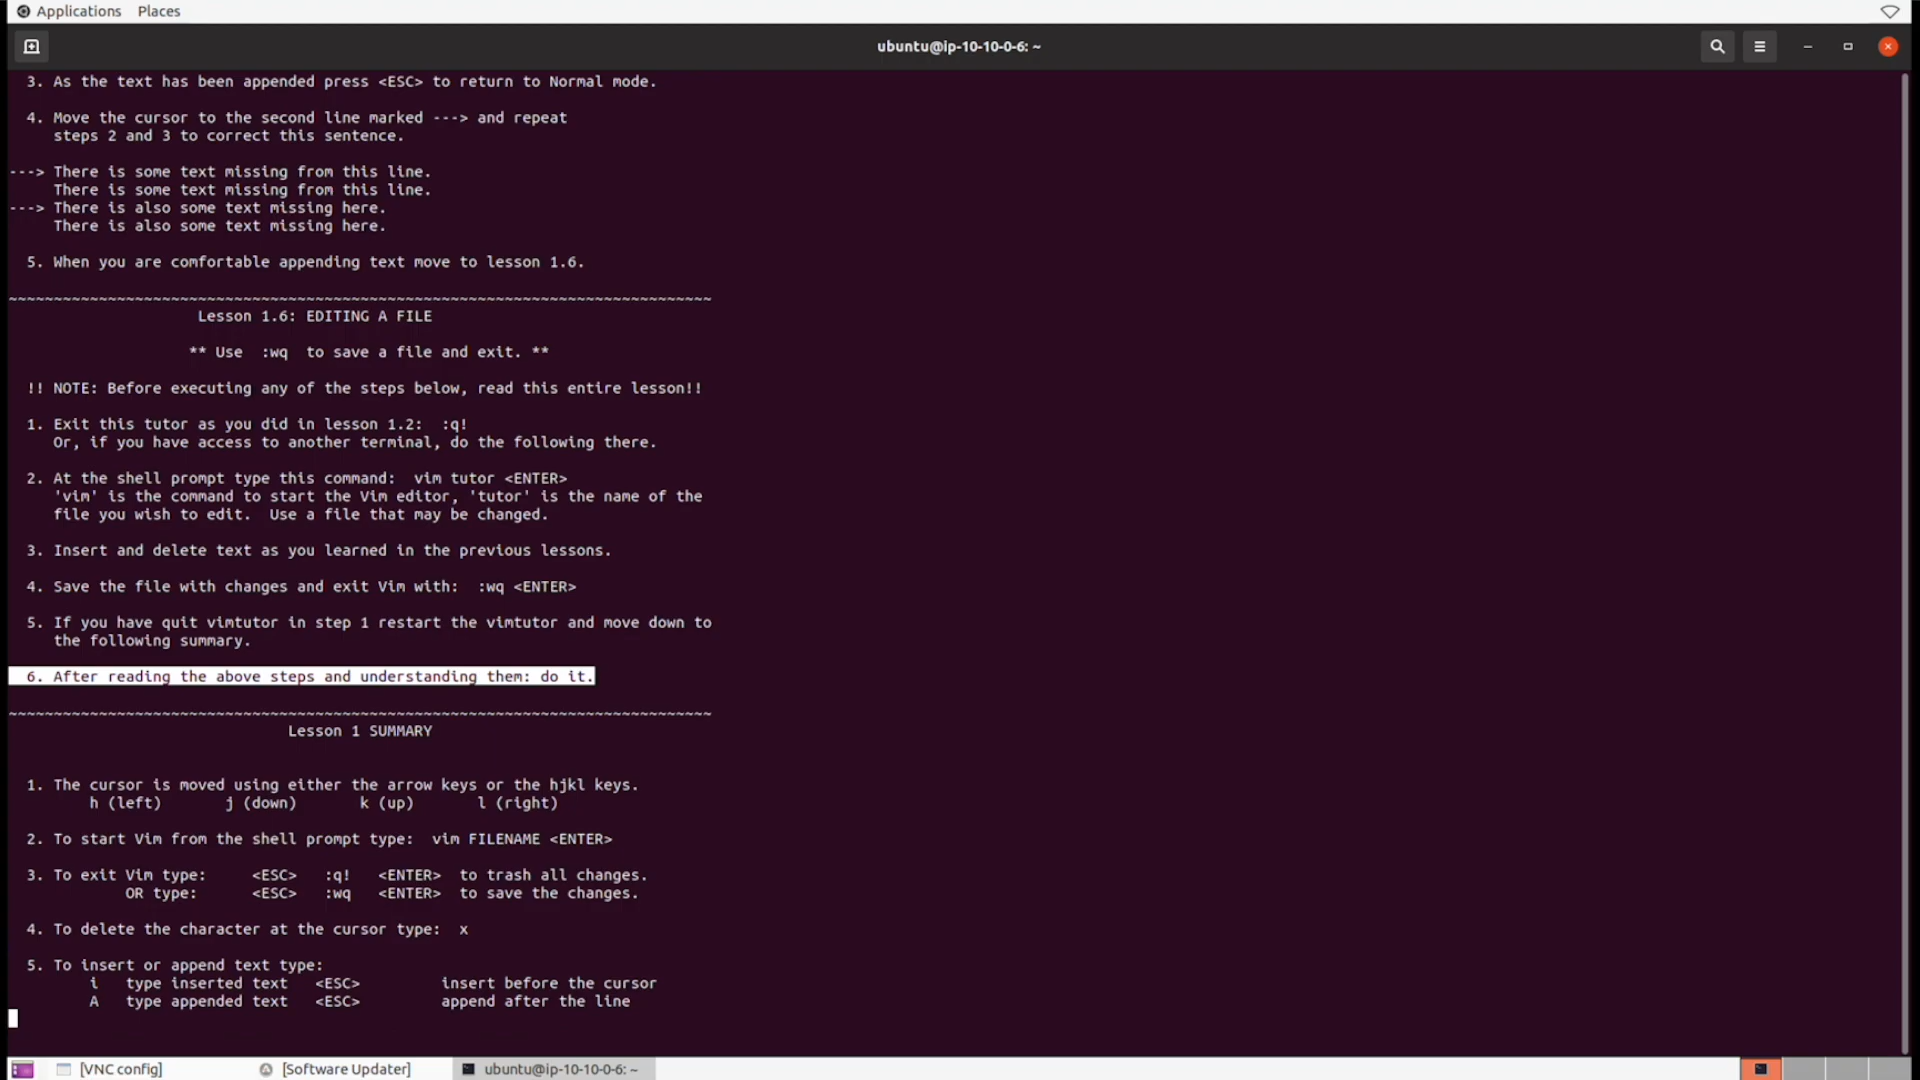 Applications Places
ubuntu@ip-10-10-0-6: ~
3. As the text has been appended press <ESC> to return to Normal mode.
4. Move the cursor to the second line marked ---> and repeat
steps 2 and 3 to correct this sentence.
---> There is some text missing from this line.
There is some text missing from this line.
---> There is also some text missing here.
There is also some text missing here.
5. When you are comfortable appending text move to lesson 1.6.
~~~~~~~~~~~~~~~~~~~~~~~~~~~~~~~~~~~~~~~~~~~~~~~~~~~~~~~~~~~~~~~~~~~~~~~~~~~~~~
Lesson 1.6: EDITING A FILE
** Use  :wq  to save a file and exit. **
!! NOTE: Before executing any of the steps below, read this entire lesson!!
1. Exit this tutor as you did in lesson 1.2:  :q!
Or, if you have access to another terminal, do the following there.
2. At the shell prompt type this command:  vim tutor <ENTER>
'vim' is the command to start the Vim editor, 'tutor' is the name of the
file you wish to edit.  Use a file that may be changed.
3. Insert and delete text as you learned in the previous lessons.
4. Save the file with changes and exit Vim with:  :wq <ENTER>
5. If you have quit vimtutor in step 1 restart the vimtutor and move down to
the following summary.
6. After reading the above steps and understanding them: do it.
~~~~~~~~~~~~~~~~~~~~~~~~~~~~~~~~~~~~~~~~~~~~~~~~~~~~~~~~~~~~~~~~~~~~~~~~~~~~~~
Lesson 1 SUMMARY
1. The cursor is moved using either the arrow keys or the hjkl keys.
h (left)       j (down)       k (up)       l (right)
2. To start Vim from the shell prompt type:  vim FILENAME <ENTER>
3. To exit Vim type:     <ESC>   :q!   <ENTER>  to trash all changes.
OR type:      <ESC>   :wq   <ENTER>  to save the changes.
4. To delete the character at the cursor type:  x
5. To insert or append text type:
i   type inserted text   <ESC>         insert before the cursor
A   type appended text   <ESC>         append after the line
[VNC config] [Software Updater] ubuntu@ip-10-10-0-6: ~